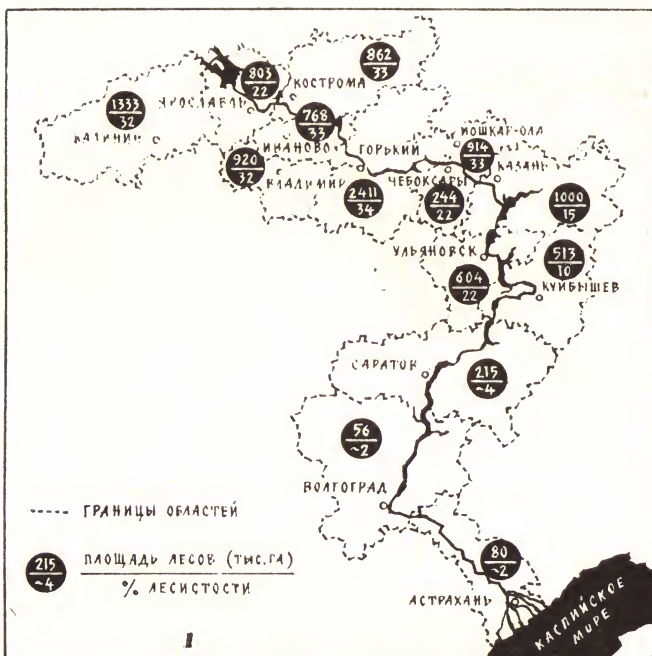 862
33
803
22
КОСТРОМА
1333
32
ЯРОСЛАВЛЬ
КАЛИНИН
768
33
ИВАНОВО
ГОРЬКИЙ
ЙОШКАР-ОЛА
914
33
КАЗАНЬ
920
32
ВЛАДИМИР
2411
34
ЧЕБОКСАРЫ
244
22
1000
15
УЛЬЯНОВСК
513
10
КУЙБЫШЕВ
604
22
САРАТОВ
215
~4
56
~2
ВОЛГОГРАД
ГРАНИЦЫ ОБЛАСТЕЙ
215
~4
ПЛОЩАДЬ ЛЕСОВ (ТЫС.ГА)
% ЛЕСИСТОСТИ
80
~2
АСТРАХАНЬ
КАСПИЙСКОЕ
МОРЕ
1